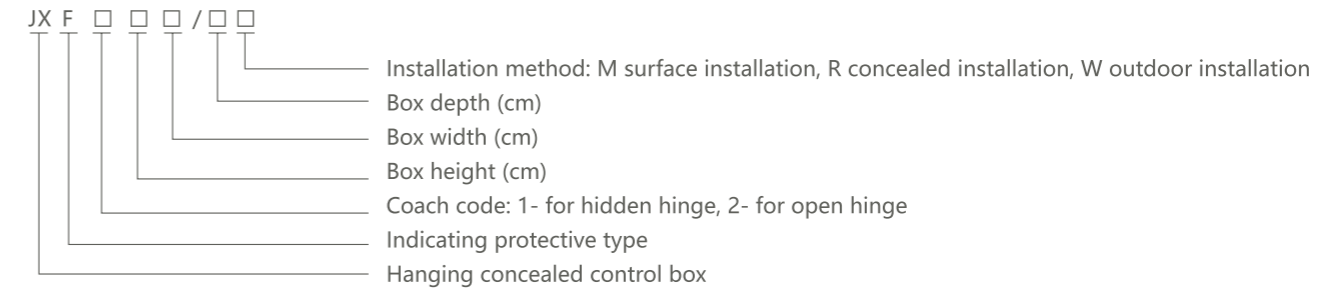 JX F □ □ □ / □ □
Installation method: M surface installation, R concealed installation, W outdoor installation
Box depth (cm)
Box width (cm)
Box height (cm)
Coach code: 1- for hidden hinge, 2- for open hinge
Indicating protective type
Hanging concealed control box